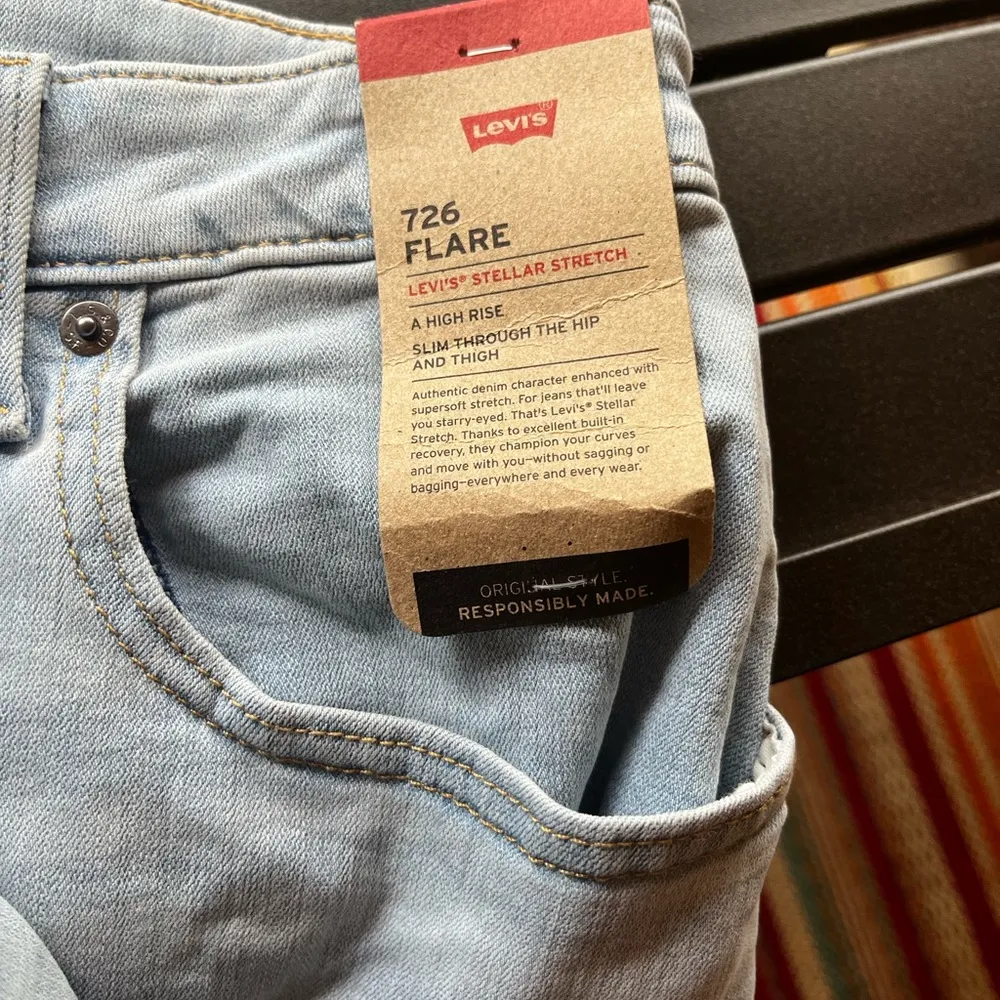 Levi's®
726
FLARE
LEVI'S® STELLAR STRETCH
A HIGH RISE
SLIM THROUGH THE HIP
AND THIGH
Authentic denim character enhanced with
supersoft stretch. For jeans that'll leave
you starry-eyed. That's Levi's® Stellar
Stretch. Thanks to excellent built-in
recovery, they champion your curves
and move with you—without sagging or
bagging—everywhere and every wear.
ORIGINAL STYLE.
RESPONSIBLY MADE.